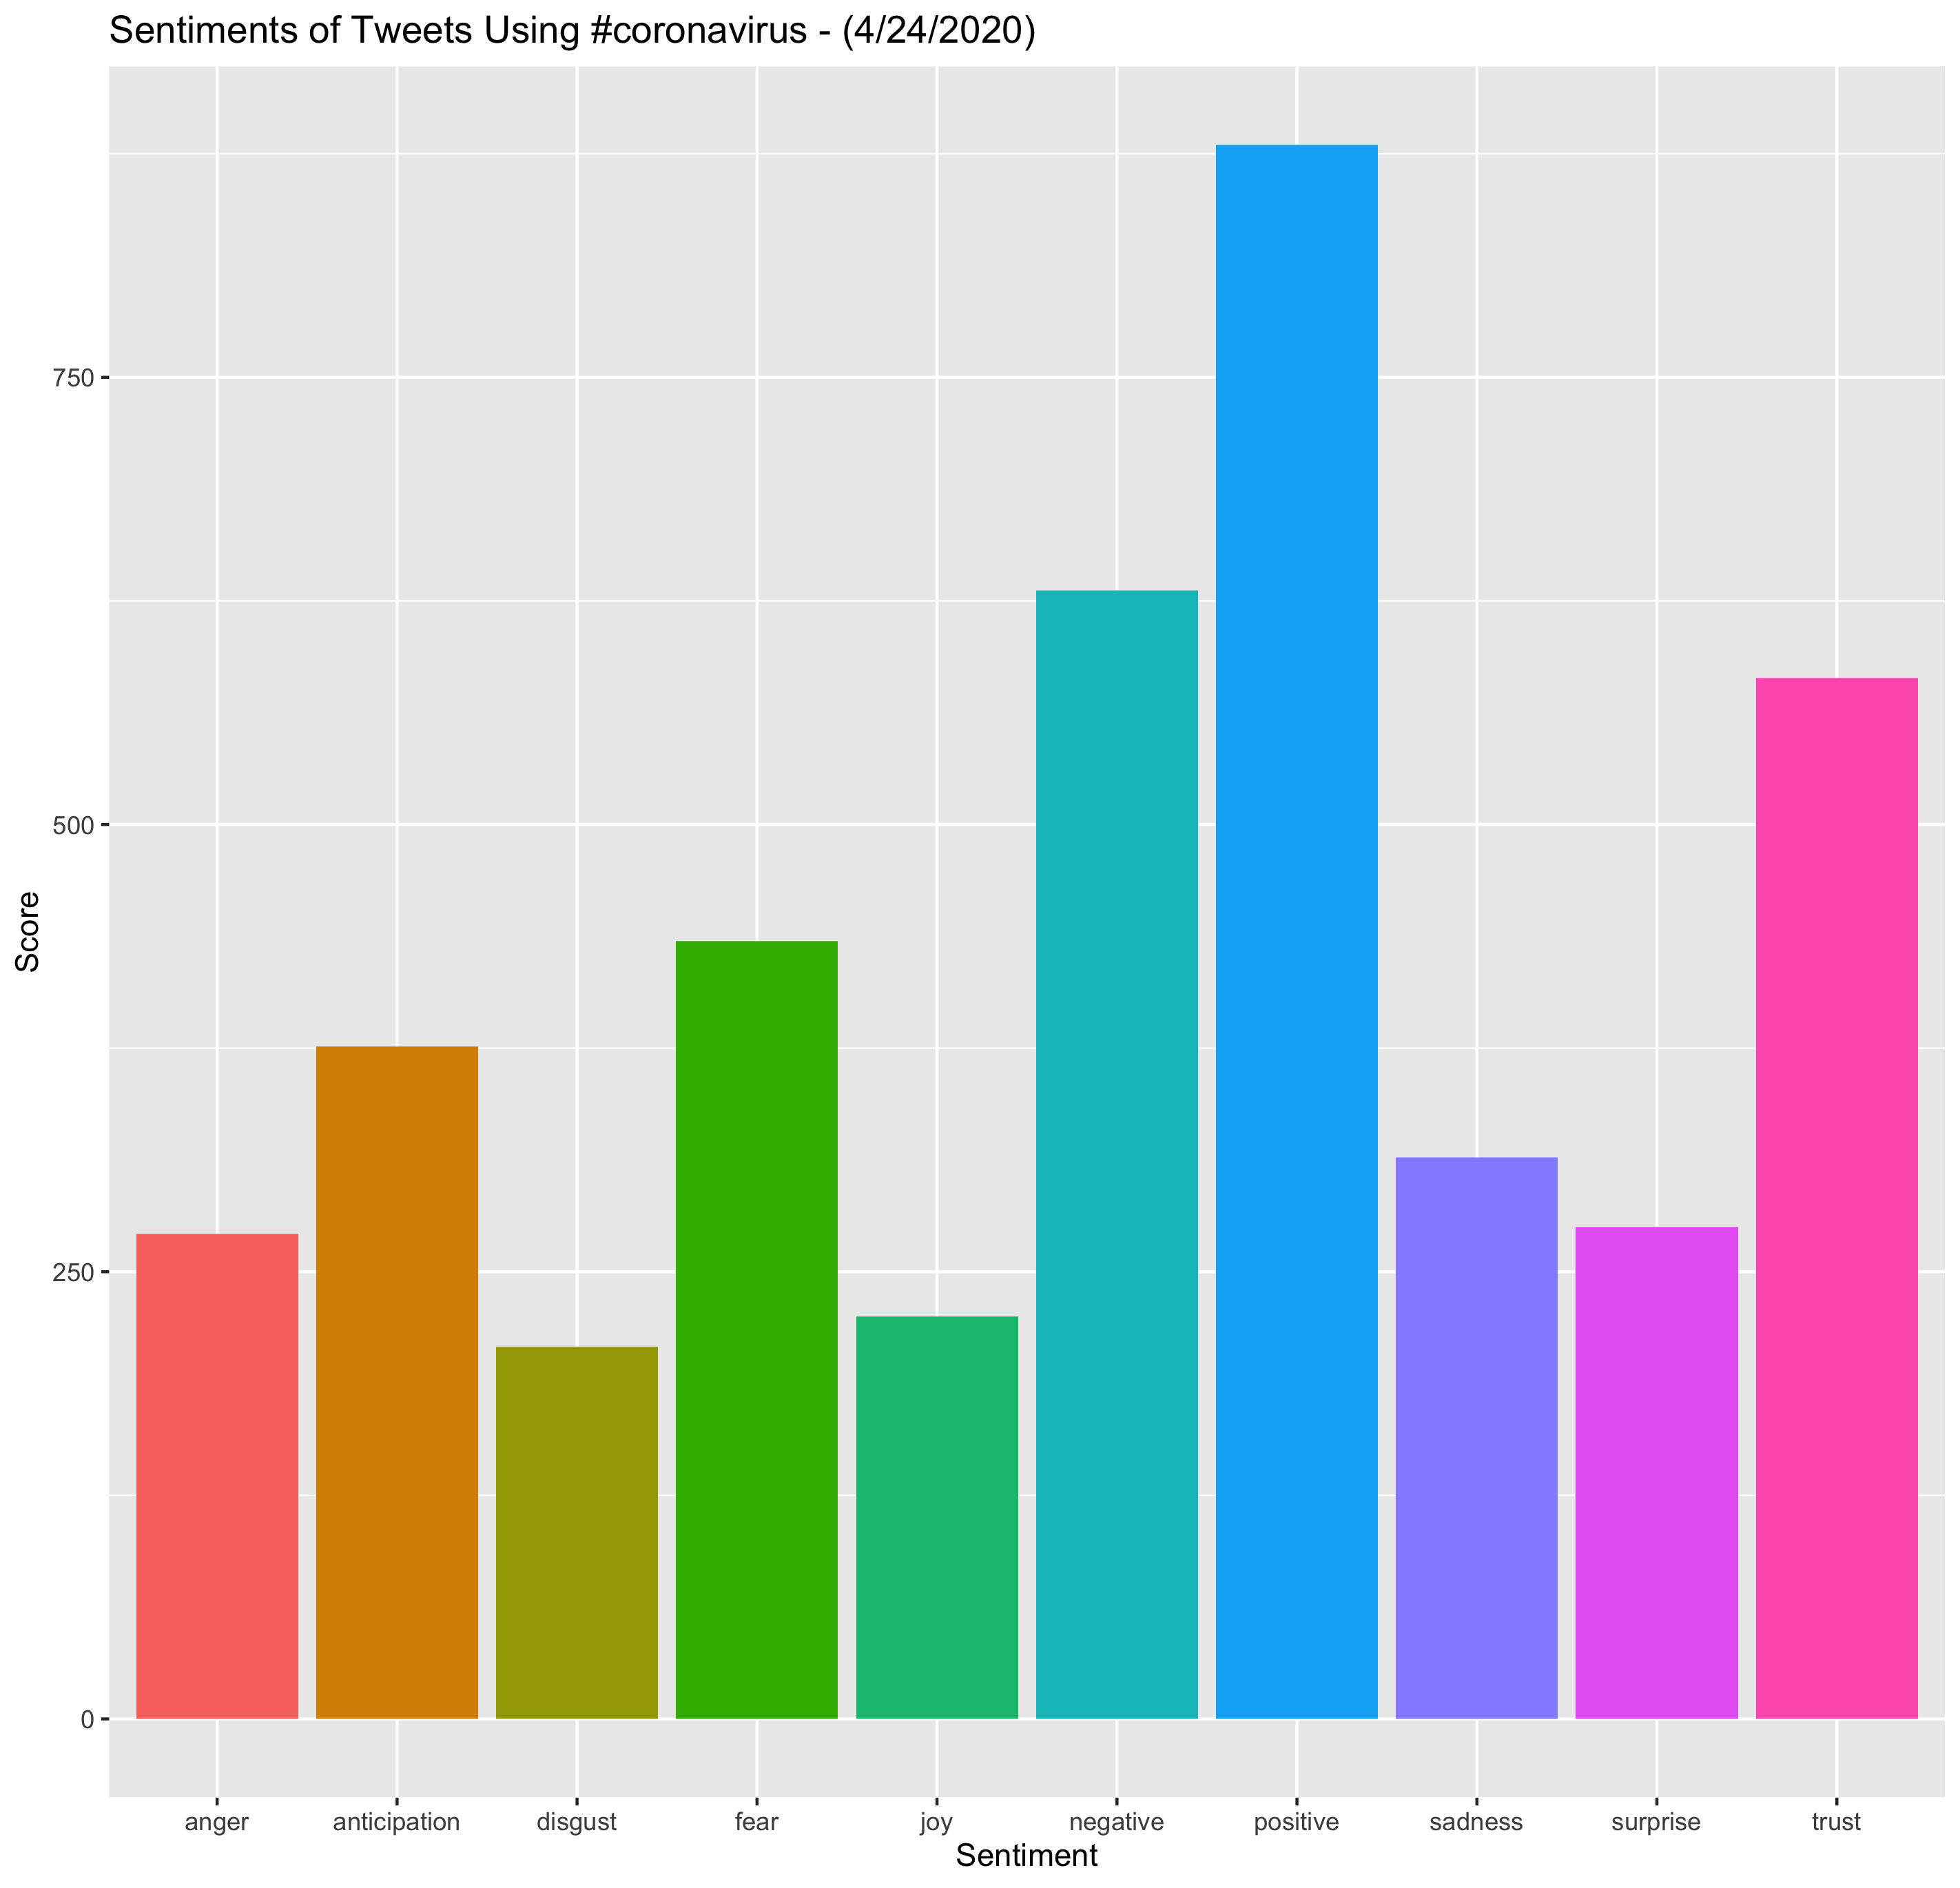 Sentiments of Tweets Using #coronavirus - (4/24/2020)
Score
750
500
250
0
anger anticipation disgust fear joy negative positive sadness surprise trust
Sentiment